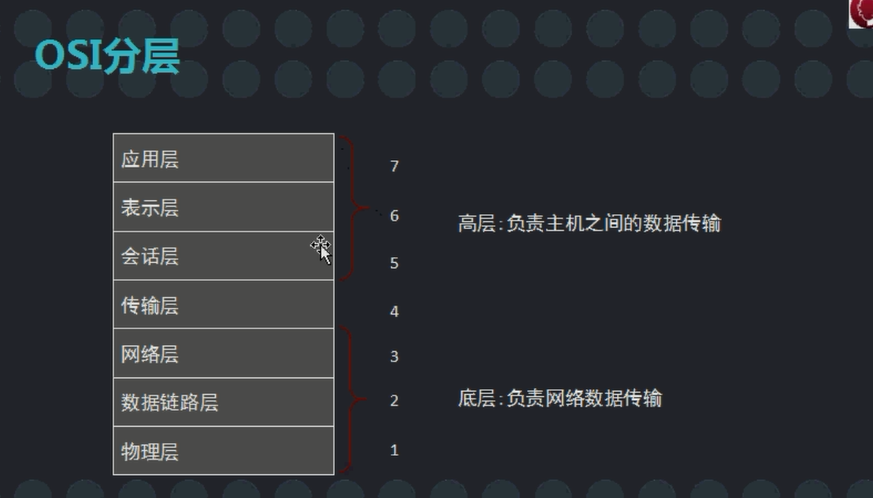 OSI分层
应用层 7
表示层 6
高层:负责主机之间的数据传输
会话层 5
传输层 4
网络层 3
数据链路层 2
底层:负责网络数据传输
物理层 1